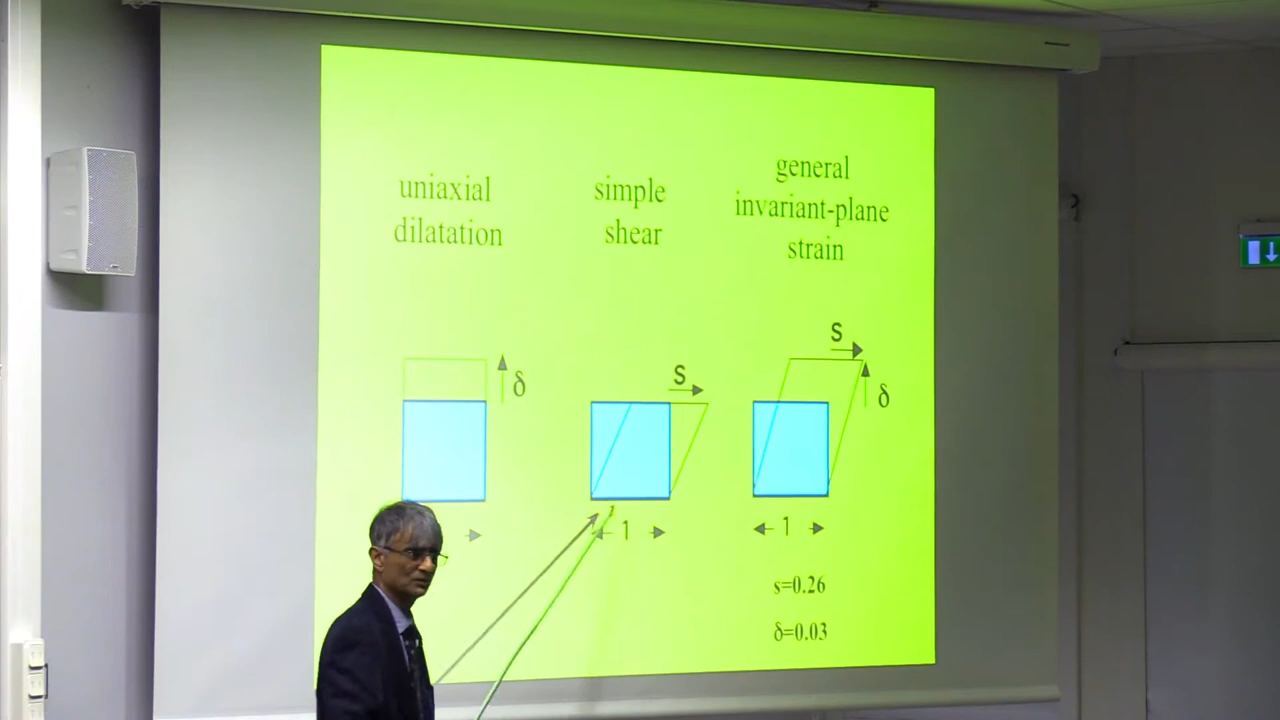 uniaxial
dilatation
simple
shear
general
invariant-plane
strain
δ
s
s
δ
1
1
s=0.26
δ=0.03